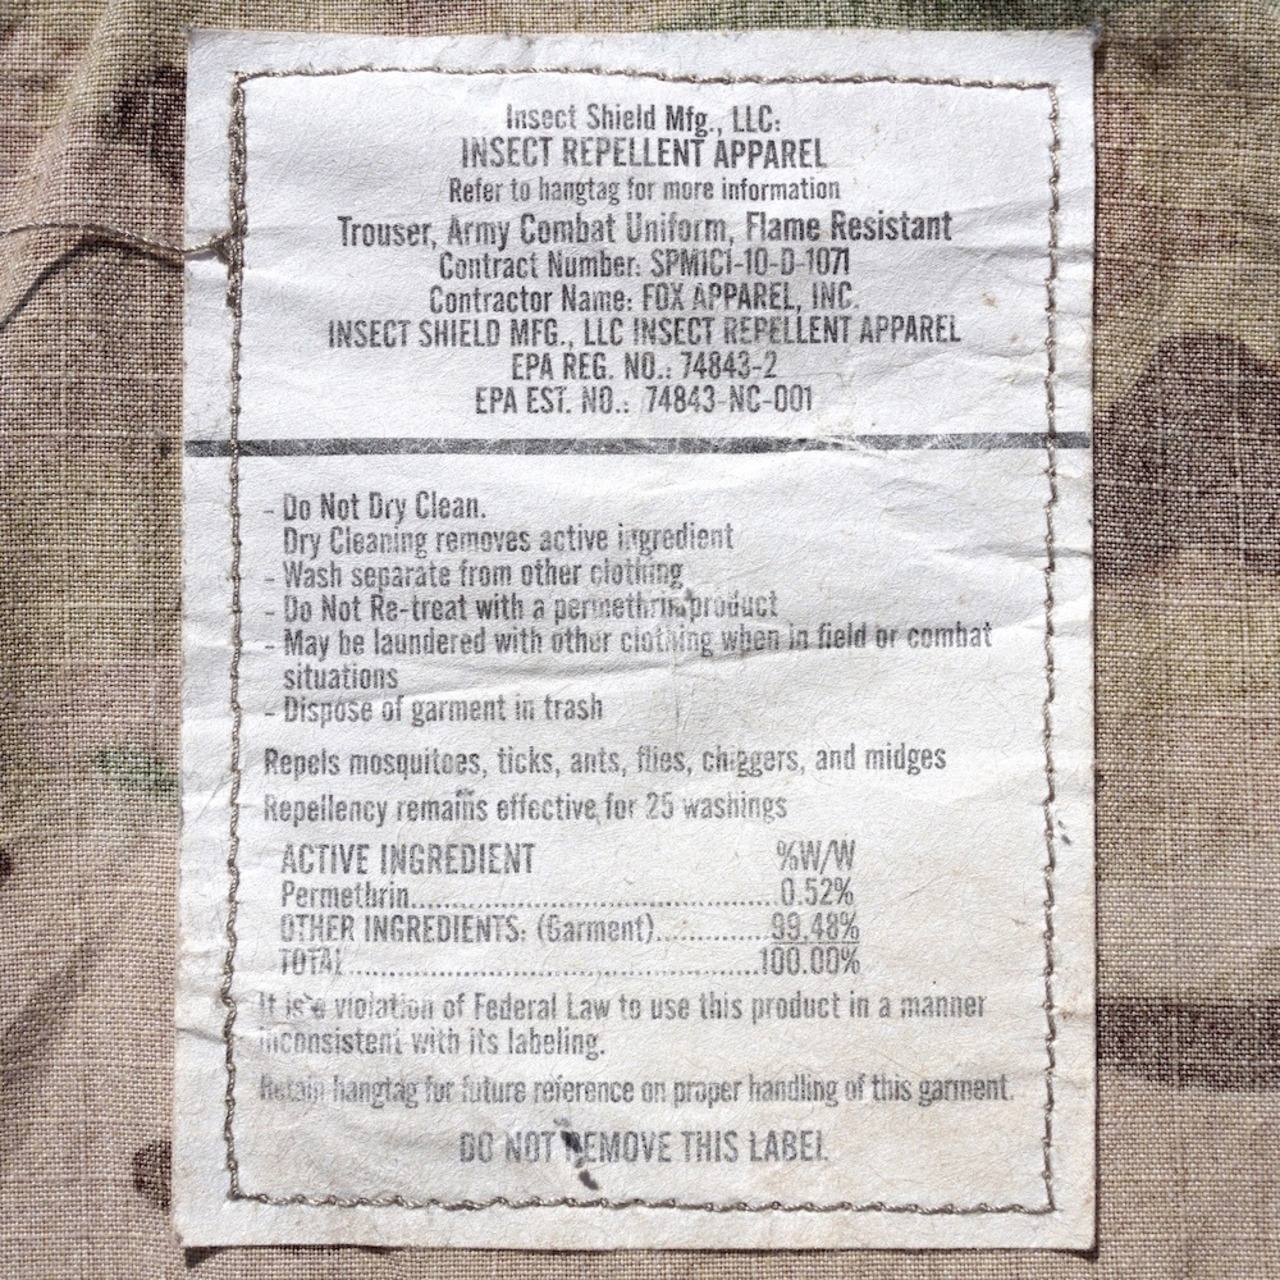 Insect Shield Mfg., LLC:
INSECT REPELLENT APPAREL
Refer to hangtag for more information
Trouser, Army Combat Uniform, Flame Resistant
Contract Number: SPM1C1-10-D-1071
Contractor Name: FOX APPAREL, INC.
INSECT SHIELD MFG., LLC INSECT REPELLENT APPAREL
EPA REG. NO.: 74843-2
EPA EST. NO.: 74843-NC-001
- Do Not Dry Clean.
Dry Cleaning removes active ingredient
- Wash separate from other clothing
- Do Not Re-treat with a permethrin product
- May be laundered with other clothing when in field or combat
situations
- Dispose of garment in trash
Repels mosquitoes, ticks, ants, flies, chiggers, and midges
Repellency remains effective for 25 washings
ACTIVE INGREDIENT %W/W
Permethrin.......................................0.52%
OTHER INGREDIENTS: (Garment)..............99.48%
TOTAL..............................................100.00%
It is a violation of Federal Law to use this product in a manner
inconsistent with its labeling.
Retain hangtag for future reference on proper handling of this garment.
DO NOT REMOVE THIS LABEL